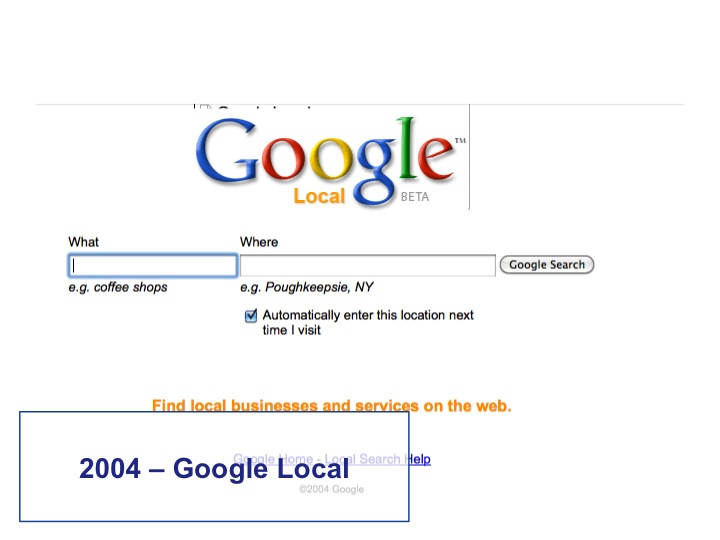 Google™
Local BETA
What Where
Google Search
e.g. coffee shops e.g. Poughkeepsie, NY
Automatically enter this location next
time I visit
Find local businesses and services on the web.
Google Home - Local Search Help
2004 – Google Local
©2004 Google